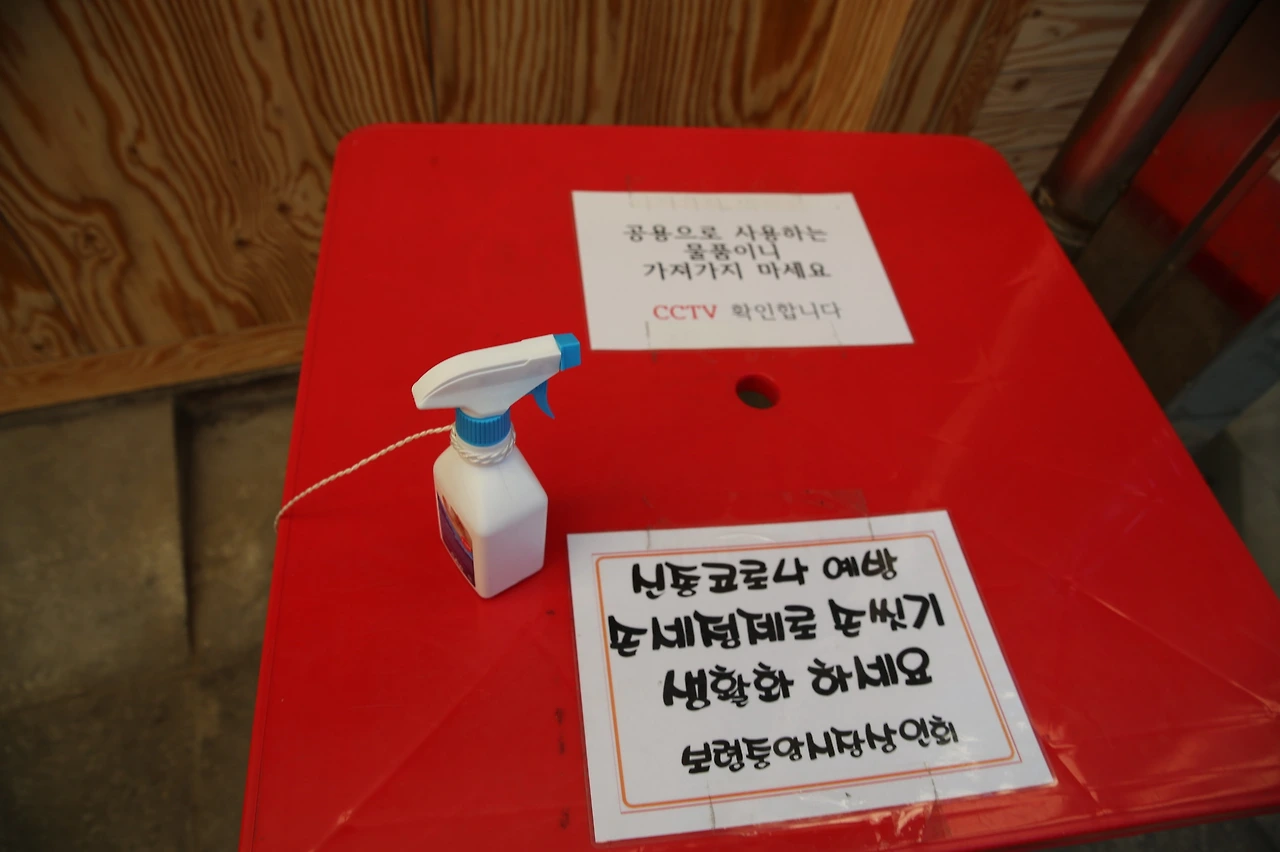 공용으로 사용하는
물품이니
가져가지 마세요
CCTV 확인합니다
신종코로나 예방
손세정제로 손씻기
생활화 하세요
보령중앙시장상인회